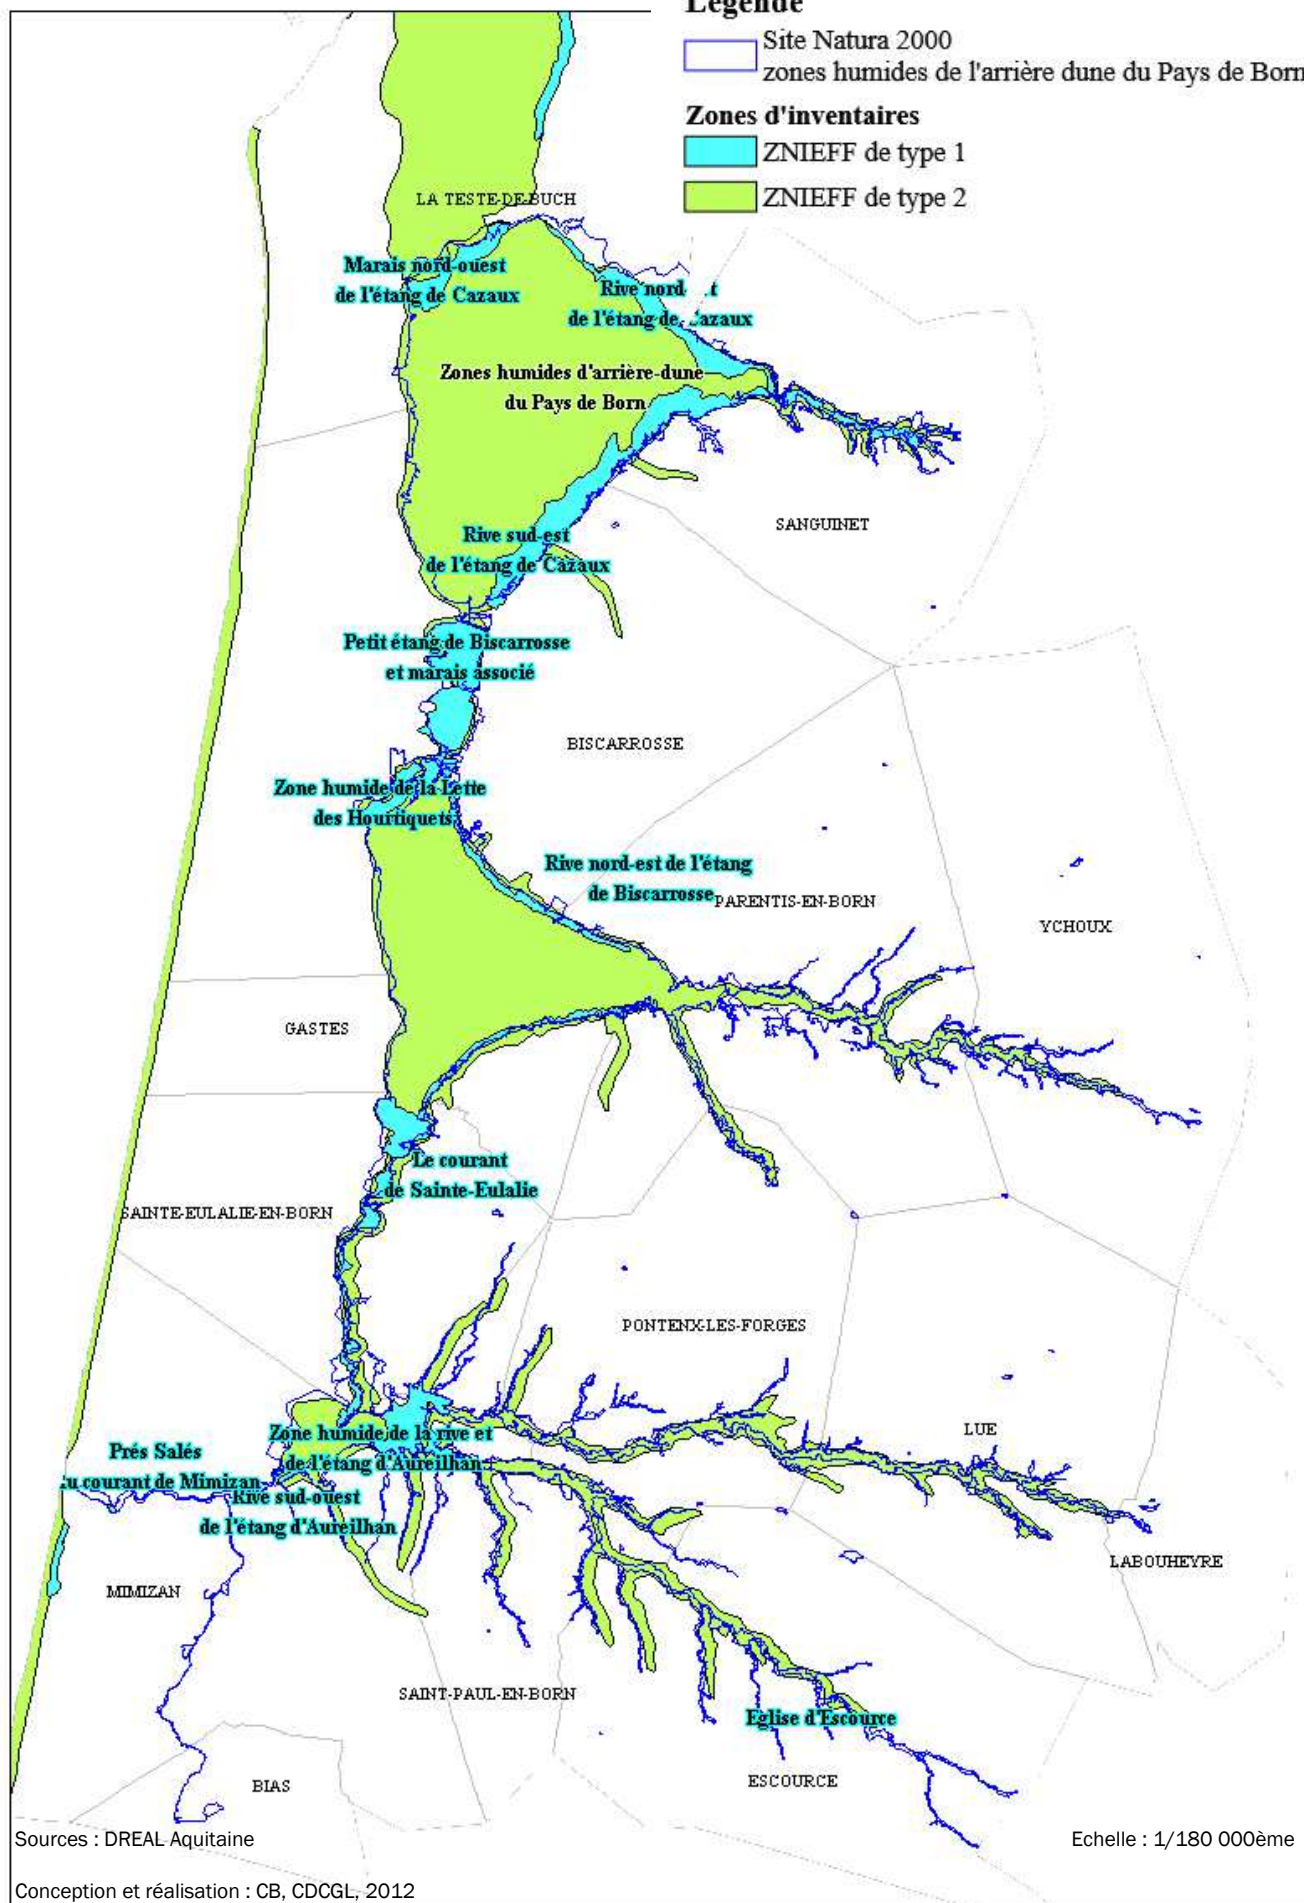 Légende
Site Natura 2000
zones humides de l'arrière dune du Pays de Born
Zones d'inventaires
ZNIEFF de type 1
ZNIEFF de type 2
LA TESTE-DE-BUCH
Marais nord-ouest
de l'étang de Cazaux
Rive nord t
de l'étang de azaux
Zones humides d'arrière-dune
du Pays de Born
SANGUINET
Rive sud-est
de l'étang de Cazaux
Petit étang de Biscarrosse
et marais associé
BISCARROSSE
Zone humide de la Lette
des Hourtiquets
Rive nord-est de l'étang
de Biscarrosse
PARENTIS-EN-BORN
YCHOUX
GASTES
Le courant
de Sainte-Eulalie
SAINTE-EULALIE-EN-BORN
PONTENX-LES-FORGES
LUE
Zone humide de la rive et
de l'étang d'Aureilhan
Prés Salés
u courant de Mimizan
Rive sud-ouest
de l'étang d'Aureilhan
LABOUHEYRE
MIMIZAN
SAINT-PAUL-EN-BORN
Eglise d'Escource
ESCOURCE
BIAS
Sources : DREAL Aquitaine
Echelle : 1/180 000ème
Conception et réalisation : CB, CDCGL, 2012